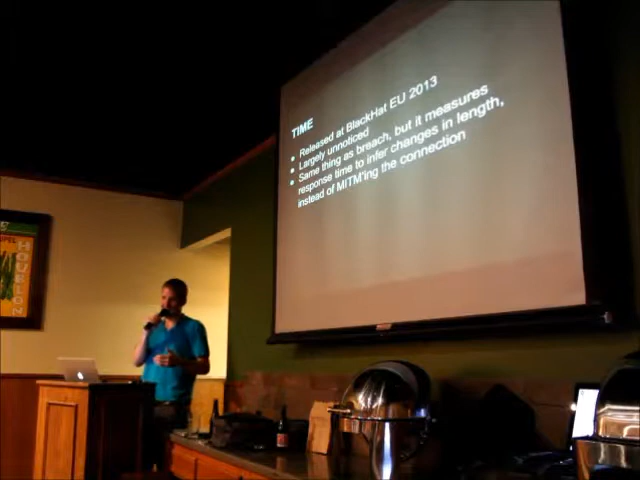 TIME
• Released at BlackHat EU 2013
• Largely unnoticed
• Same thing as breach, but it measures
response time to infer changes in length,
instead of MITM'ing the connection
HOUBLON